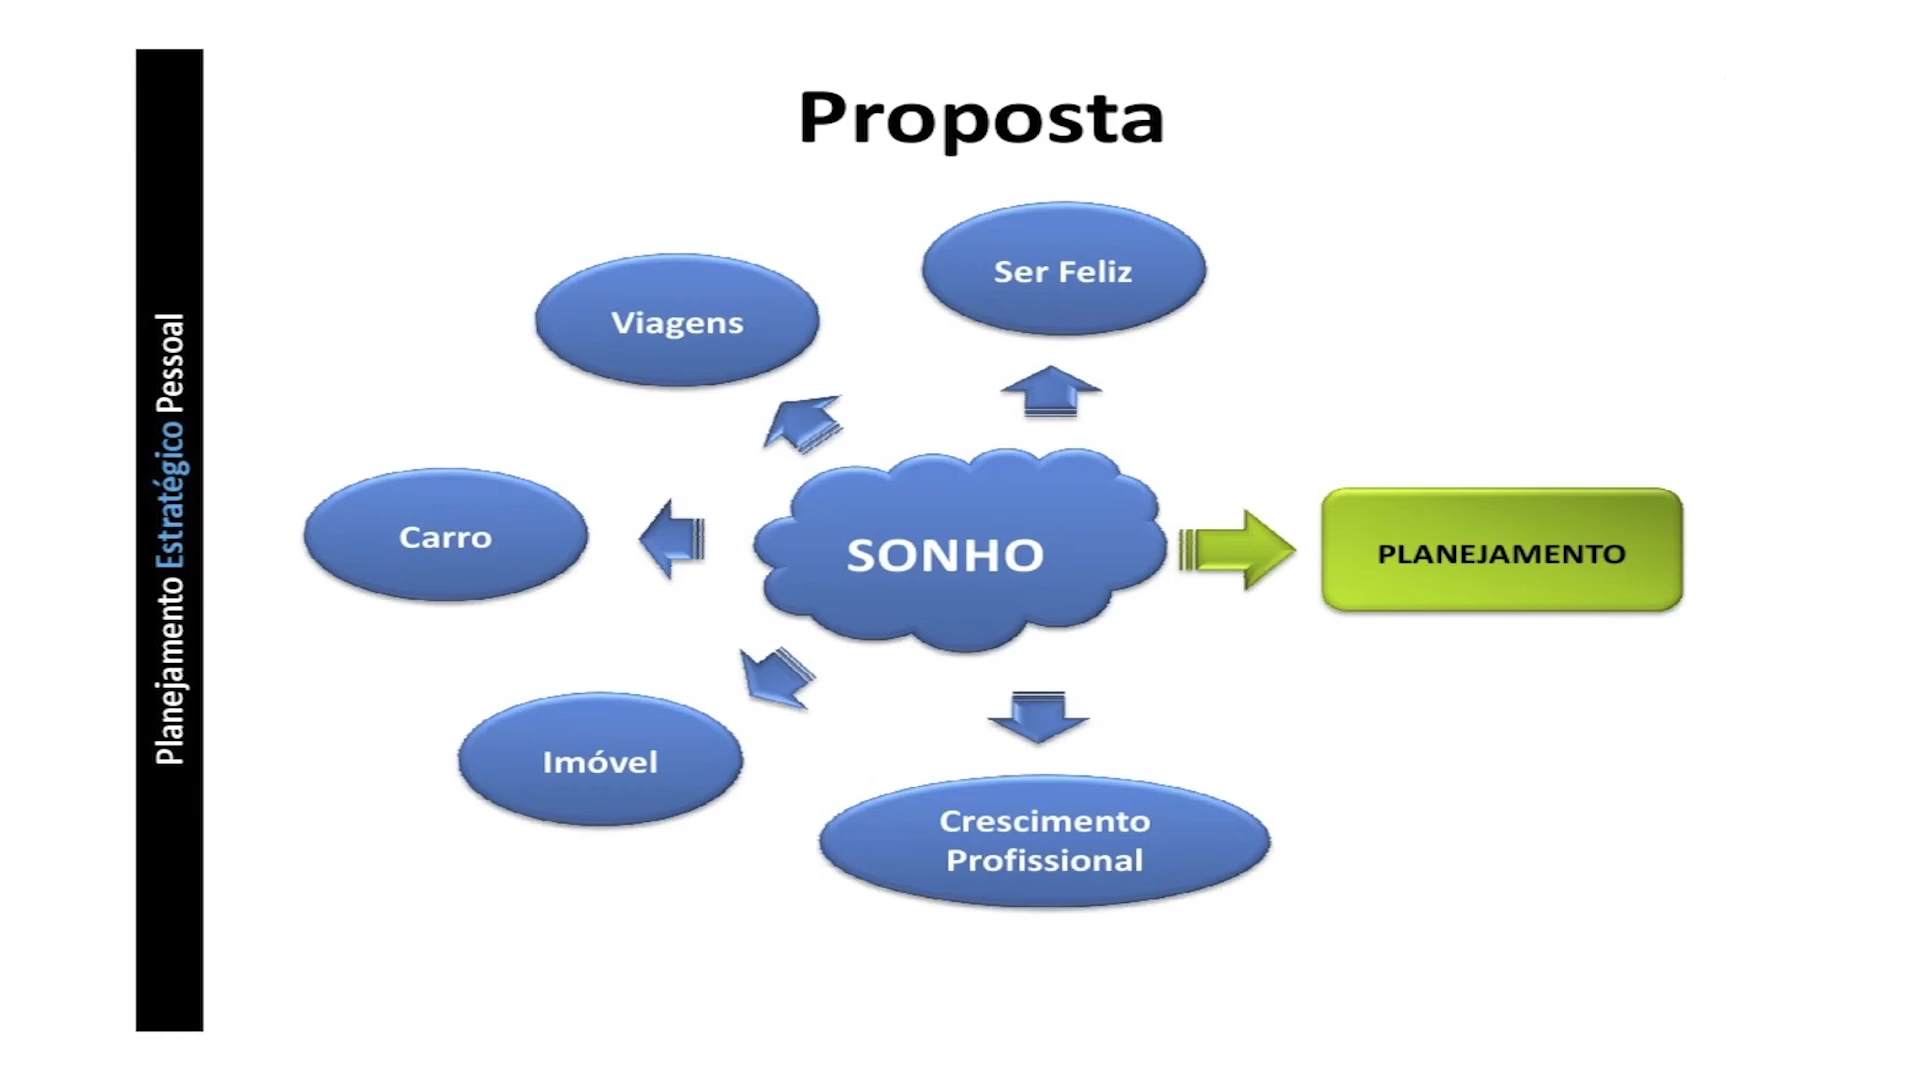 Proposta
Ser Feliz
Viagens
Carro
SONHO
PLANEJAMENTO
Imóvel
Crescimento
Profissional
Planejamento Estratégico Pessoal